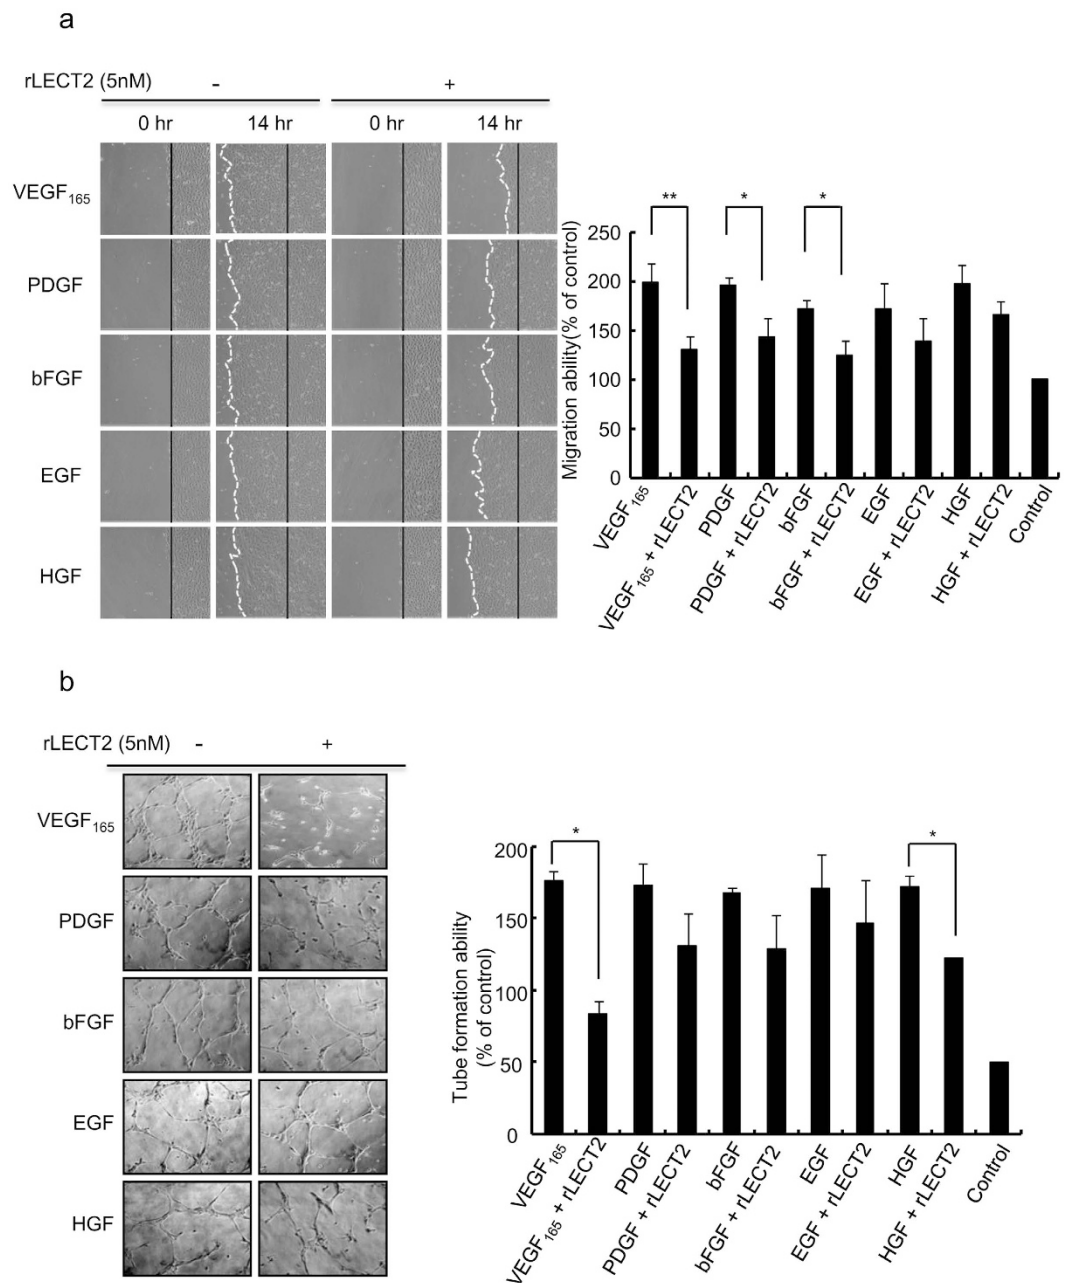 a
rLECT2 (5nM) - +
0 hr 14 hr 0 hr 14 hr
VEGF165
PDGF
bFGF
EGF
HGF
Migration ability(% of control)
250
200
150
100
50
0
** * *
VEGF165
VEGF165 + rLECT2
PDGF
PDGF + rLECT2
bFGF
bFGF + rLECT2
EGF
EGF + rLECT2
HGF
HGF + rLECT2
Control
b
rLECT2 (5nM) - +
VEGF165
PDGF
bFGF
EGF
HGF
Tube formation ability
(% of control)
200
150
100
50
0
* *
VEGF165
VEGF165 + rLECT2
PDGF
PDGF + rLECT2
bFGF
bFGF + rLECT2
EGF
EGF + rLECT2
HGF
HGF + rLECT2
Control